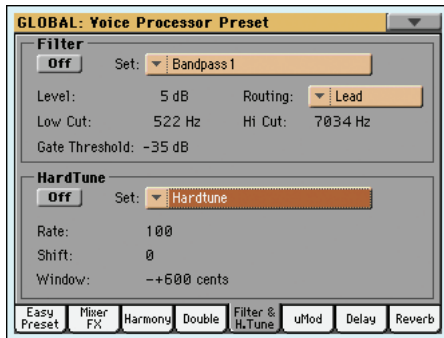 GLOBAL: Voice Processor Preset
Filter
Off Set: Bandpass1
Level: 5 dB Routing: Lead
Low Cut: 522 Hz Hi Cut: 7034 Hz
Gate Threshold: -35 dB
HardTune
Off Set: Hardtune
Rate: 100
Shift: 0
Window: -+600 cents
Easy Preset Mixer FX Harmony Double Filter & H.Tune uMod Delay Reverb